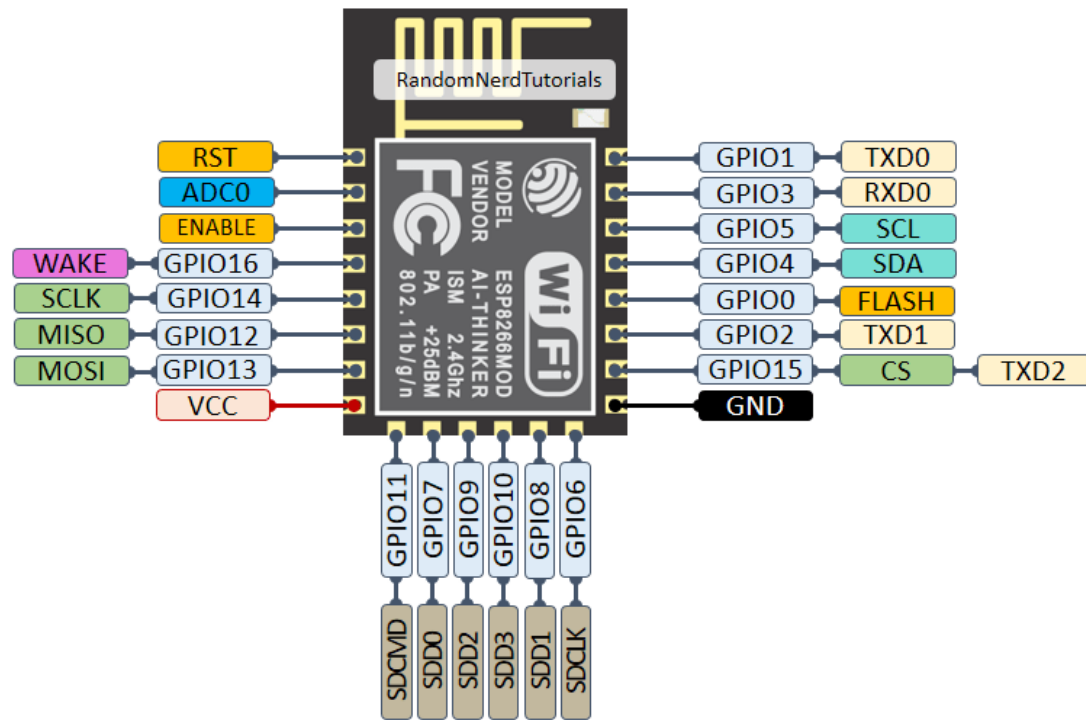 RandomNerdTutorials
RST
ADC0
ENABLE
WAKE GPIO16
SCLK GPIO14
MISO GPIO12
MOSI GPIO13
VCC
MODEL
VENDOR
FC
ESP8266MOD
AI-THINKER
ISM 2.4Ghz
PA +25dBM
802.11b/g/n
WiFi
GPIO1 TXD0
GPIO3 RXD0
GPIO5 SCL
GPIO4 SDA
GPIO0 FLASH
GPIO2 TXD1
GPIO15 CS TXD2
GND
GPIO11 SDCMD
GPIO7 SDD0
GPIO9 SDD2
GPIO10 SDD3
GPIO8 SDD1
GPIO6 SDCLK